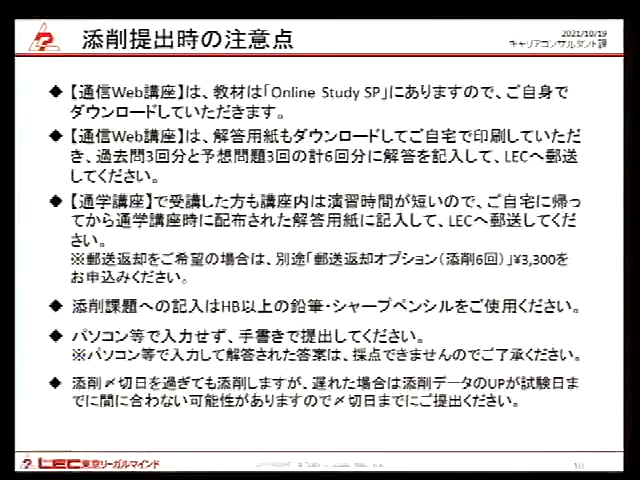 添削提出時の注意点
2021/10/19
キャリアコンサルタント課
◆ 【通信Web講座】は、教材は「Online Study SP」にありますので、ご自身で
ダウンロードしていただきます。
◆ 【通信Web講座】は、解答用紙もダウンロードしてご自宅で印刷していただ
き、過去問3回分と予想問題3回の計6回分に解答を記入して、LECへ郵送
してください。
◆ 【通学講座】で受講した方も講座内は演習時間が短いので、ご自宅に帰っ
てから通学講座時に配布された解答用紙に記入して、LECへ郵送してくだ
さい。
※郵送返却をご希望の場合は、別途「郵送返却オプション(添削6回)」¥3,300を
お申込みください。
◆ 添削課題への記入はHB以上の鉛筆・シャープペンシルをご使用ください。
◆ パソコン等で入力せず、手書きで提出してください。
※パソコン等で入力して解答された答案は、採点できませんのでご了承ください。
◆ 添削〆切日を過ぎても添削しますが、遅れた場合は添削データのUPが試験日ま
でに間に合わない可能性がありますので〆切日までにご提出ください。
LEC東京リーガルマインド
10